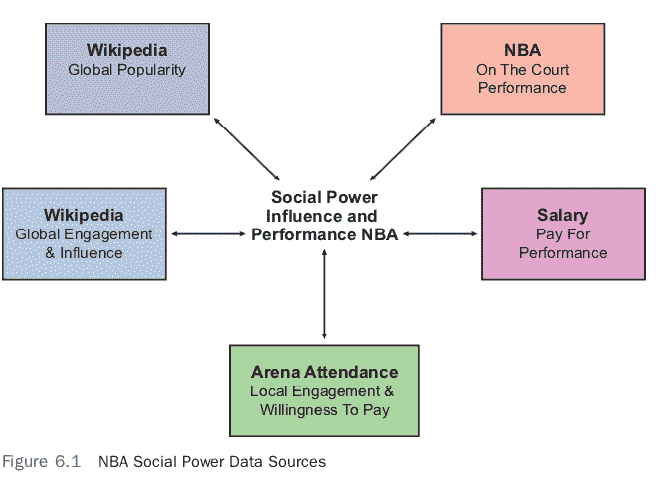 Wikipedia
Global Popularity
NBA
On The Court
Performance
Social Power
Influence and
Performance NBA
Wikipedia
Global Engagement
& Influence
Salary
Pay For
Performance
Arena Attendance
Local Engagement &
Willingness To Pay
Figure 6.1 NBA Social Power Data Sources